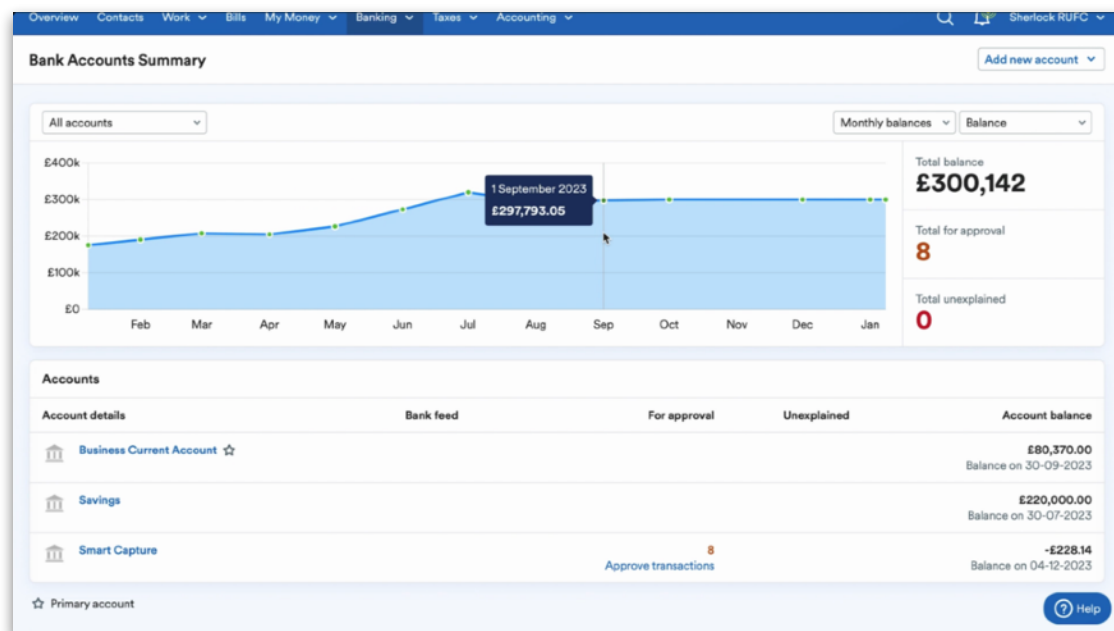 Overview Contacts Work Bills My Money Banking Taxes Accounting Sherlock RUFC
Bank Accounts Summary
Add new account
All accounts
Monthly balances
Balance
£400k
£300k
£200k
£100k
£0
1 September 2023
£297,793.05
Feb Mar Apr May Jun Jul Aug Sep Oct Nov Dec Jan
Total balance
£300,142
Total for approval
8
Total unexplained
0
Accounts
Account details Bank feed For approval Unexplained Account balance
Business Current Account £80,370.00
Balance on 30-09-2023
Savings £220,000.00
Balance on 30-07-2023
Smart Capture 8 -£228.14
Approve transactions Balance on 04-12-2023
Primary account
Help